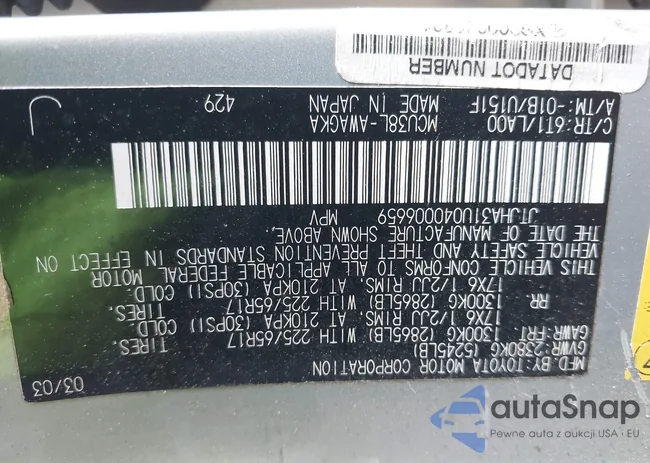 MFD BY: TOYOTA MOTOR CORPORATION 03/03
GVWR: 2380KG (5245LB)
GAWR-FR: 1300KG (2865LB) WITH 225/65R17 TIRES.
17X6 1/2JJ RIMS, AT 210KPA (30PSI) COLD.
RR: 1300KG (2865LB) WITH 225/65R17 TIRES.
17X6 1/2JJ RIMS, AT 210KPA (30PSI) COLD.
THIS VEHICLE CONFORMS TO ALL APPLICABLE FEDERAL MOTOR
VEHICLE SAFETY AND THEFT PREVENTION STANDARDS IN EFFECT ON
THE DATE OF MANUFACTURE SHOWN ABOVE.
JTJHA31U040006659 MPV
C/TR: 6T1/LA00 MCU38L-AWAGKA 429
A/TM: -01B/U151F MADE IN JAPAN
J
DATADOT NUMBER
autoSnap
Pewne auta z aukcji USA i EU